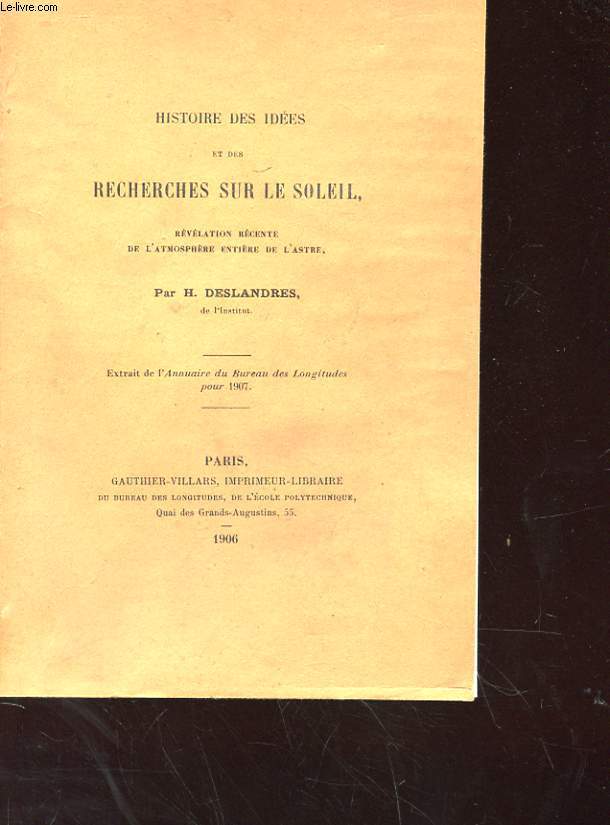 Le-livre.com
HISTOIRE DES IDÉES
ET DES
RECHERCHES SUR LE SOLEIL,
RÉVÉLATION RÉCENTE
DE L'ATMOSPHÈRE ENTIÈRE DE L'ASTRE,
Par H. DESLANDRES,
de l'Institut.
Extrait de l'Annuaire du Bureau des Longitudes
pour 1907.
PARIS,
GAUTHIER-VILLARS, IMPRIMEUR-LIBRAIRE
DU BUREAU DES LONGITUDES, DE L'ÉCOLE POLYTECHNIQUE,
Quai des Grands-Augustins, 55.
1906